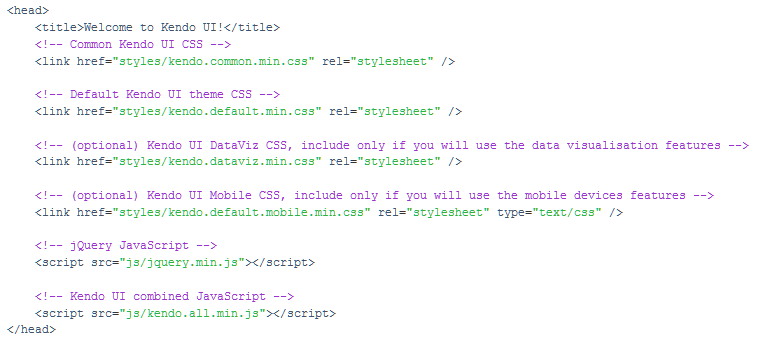 <head>
<title>Welcome to Kendo UI!</title>
<!-- Common Kendo UI CSS -->
<link href="styles/kendo.common.min.css" rel="stylesheet" />
<!-- Default Kendo UI theme CSS -->
<link href="styles/kendo.default.min.css" rel="stylesheet" />
<!-- (optional) Kendo UI DataViz CSS, include only if you will use the data visualisation features -->
<link href="styles/kendo.dataviz.min.css" rel="stylesheet" />
<!-- (optional) Kendo UI Mobile CSS, include only if you will use the mobile devices features -->
<link href="styles/kendo.default.mobile.min.css" rel="stylesheet" type="text/css" />
<!-- jQuery JavaScript -->
<script src="js/jquery.min.js"></script>
<!-- Kendo UI combined JavaScript -->
<script src="js/kendo.all.min.js"></script>
</head>